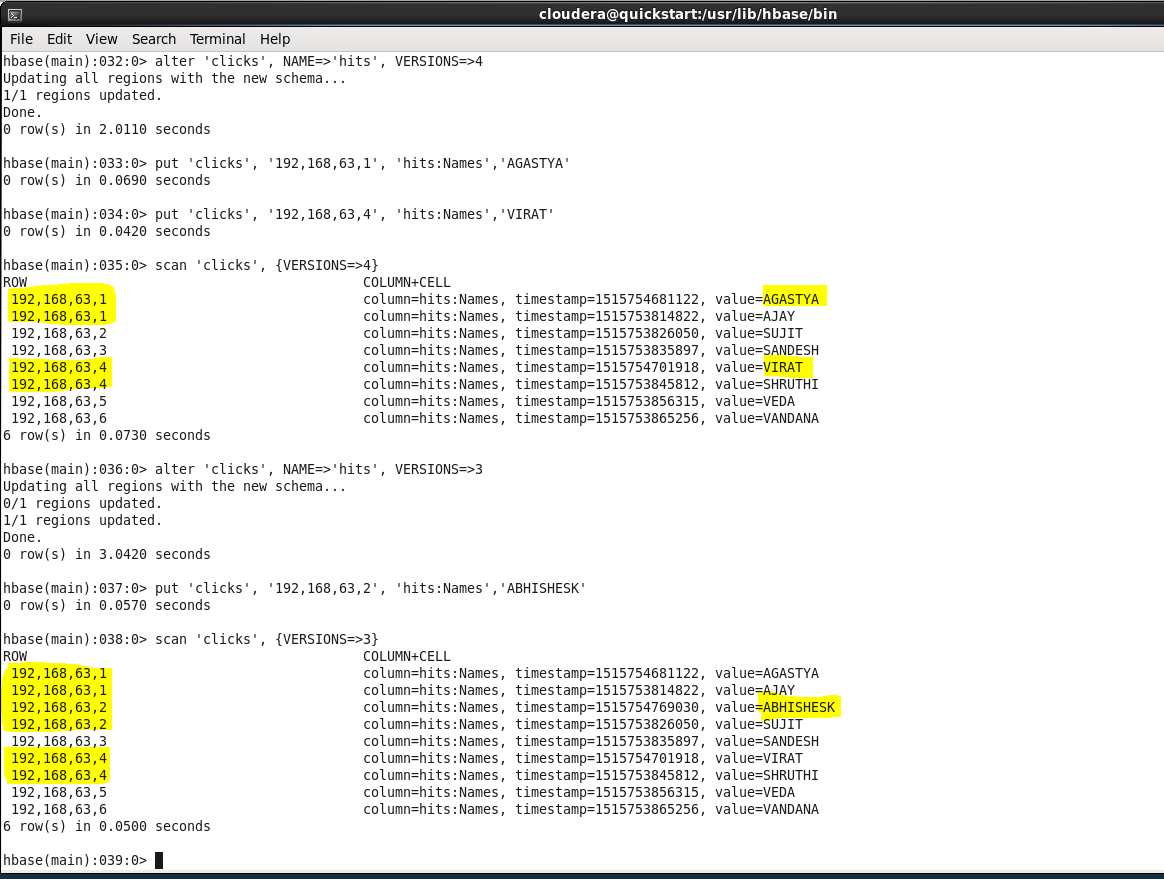 cloudera@quickstart:/usr/lib/hbase/bin
File Edit View Search Terminal Help
hbase(main):032:0> alter 'clicks', NAME=>'hits', VERSIONS=>4
Updating all regions with the new schema...
1/1 regions updated.
Done.
0 row(s) in 2.0110 seconds
hbase(main):033:0> put 'clicks', '192,168,63,1', 'hits:Names','AGASTYA'
0 row(s) in 0.0690 seconds
hbase(main):034:0> put 'clicks', '192,168,63,4', 'hits:Names','VIRAT'
0 row(s) in 0.0420 seconds
hbase(main):035:0> scan 'clicks', {VERSIONS=>4}
ROW COLUMN+CELL
192,168,63,1 column=hits:Names, timestamp=1515754681122, value=AGASTYA
192,168,63,1 column=hits:Names, timestamp=1515753814822, value=AJAY
192,168,63,2 column=hits:Names, timestamp=1515753826050, value=SUJIT
192,168,63,3 column=hits:Names, timestamp=1515753835897, value=SANDESH
192,168,63,4 column=hits:Names, timestamp=1515754701918, value=VIRAT
192,168,63,4 column=hits:Names, timestamp=1515753845812, value=SHRUTHI
192,168,63,5 column=hits:Names, timestamp=1515753856315, value=VEDA
192,168,63,6 column=hits:Names, timestamp=1515753865256, value=VANDANA
6 row(s) in 0.0730 seconds
hbase(main):036:0> alter 'clicks', NAME=>'hits', VERSIONS=>3
Updating all regions with the new schema...
0/1 regions updated.
1/1 regions updated.
Done.
0 row(s) in 3.0420 seconds
hbase(main):037:0> put 'clicks', '192,168,63,2', 'hits:Names','ABHISHESK'
0 row(s) in 0.0570 seconds
hbase(main):038:0> scan 'clicks', {VERSIONS=>3}
ROW COLUMN+CELL
192,168,63,1 column=hits:Names, timestamp=1515754681122, value=AGASTYA
192,168,63,1 column=hits:Names, timestamp=1515753814822, value=AJAY
192,168,63,2 column=hits:Names, timestamp=1515754769030, value=ABHISHESK
192,168,63,2 column=hits:Names, timestamp=1515753826050, value=SUJIT
192,168,63,3 column=hits:Names, timestamp=1515753835897, value=SANDESH
192,168,63,4 column=hits:Names, timestamp=1515754701918, value=VIRAT
192,168,63,4 column=hits:Names, timestamp=1515753845812, value=SHRUTHI
192,168,63,5 column=hits:Names, timestamp=1515753856315, value=VEDA
192,168,63,6 column=hits:Names, timestamp=1515753865256, value=VANDANA
6 row(s) in 0.0500 seconds
hbase(main):039:0>